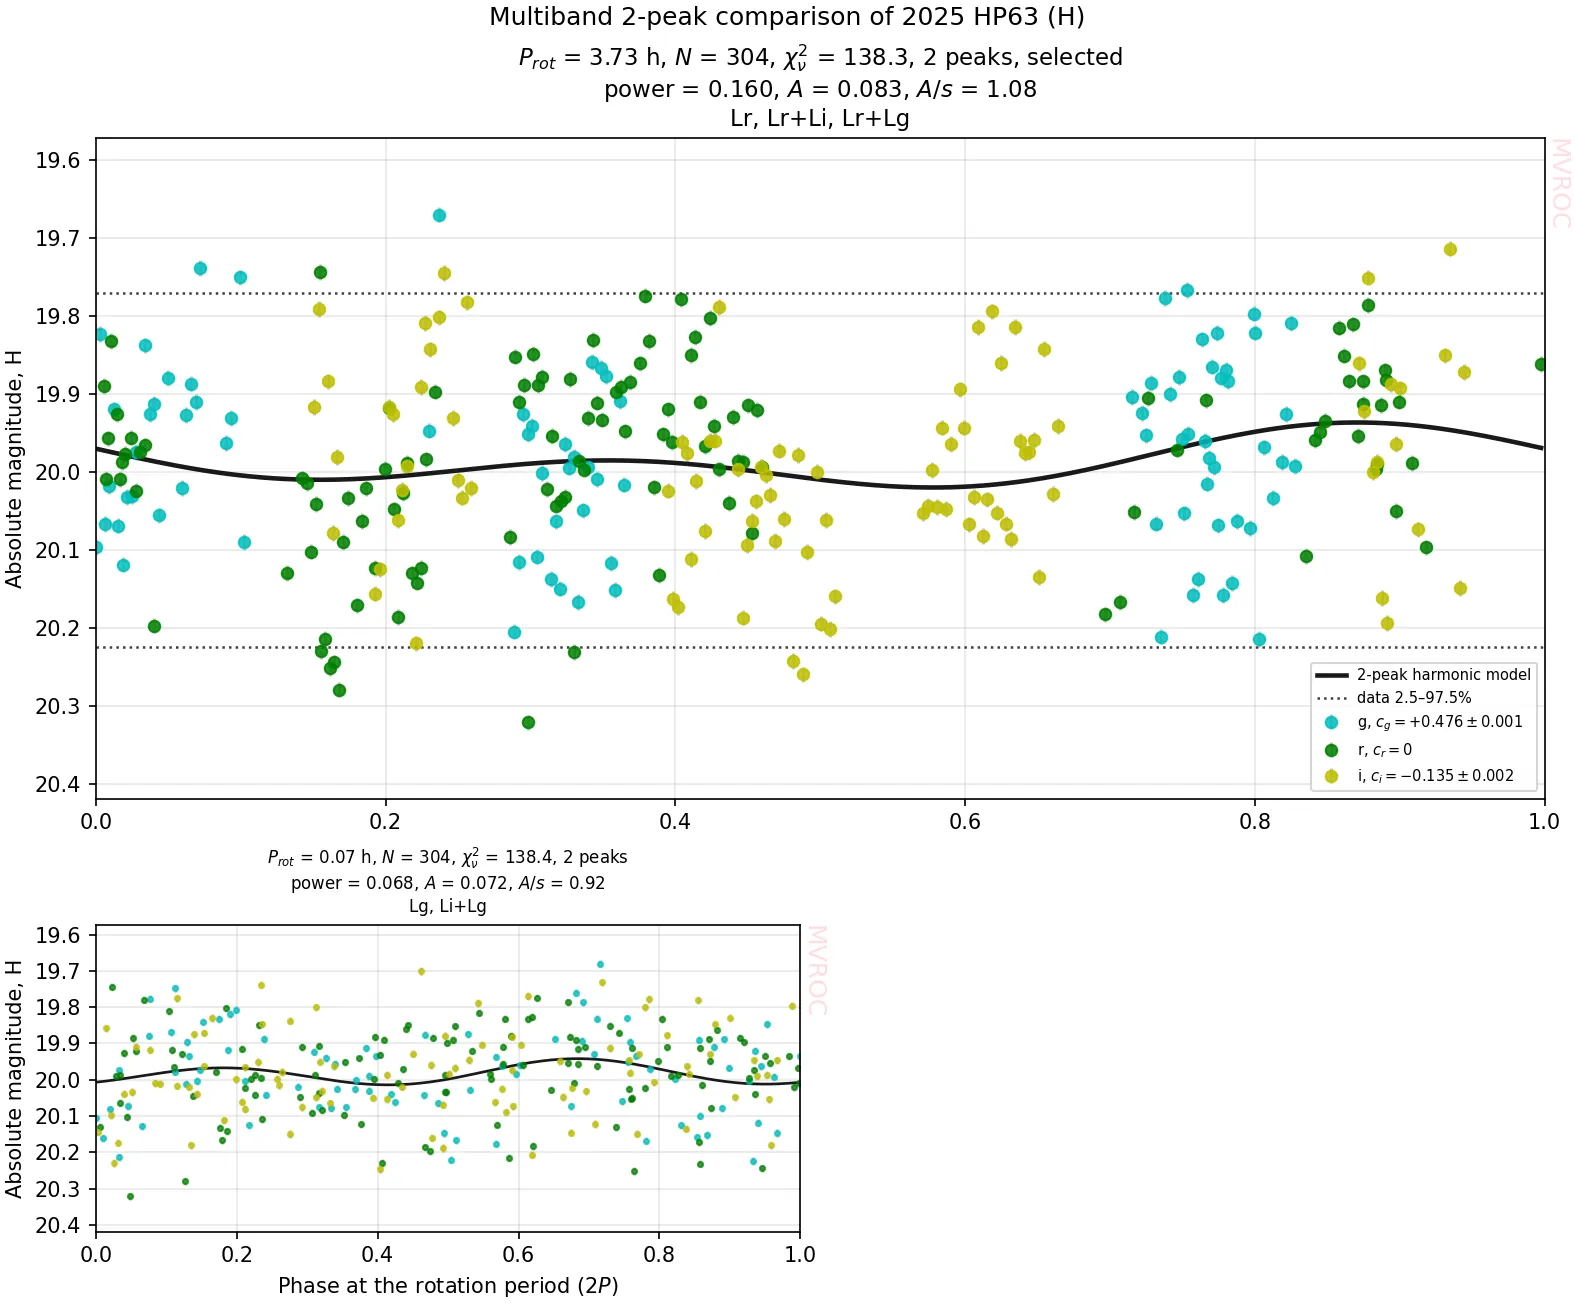 Multiband 2-peak comparison of 2025 HP63 (H)
P_rot = 3.73 h, N = 304, χ²_ν = 138.3, 2 peaks, selected
power = 0.160, A = 0.083, A/s = 1.08
Lr, Lr+Li, Lr+Lg
MVROC
Absolute magnitude, H
19.6
19.7
19.8
19.9
20.0
20.1
20.2
20.3
20.4
2-peak harmonic model
data 2.5–97.5%
g, c_g = +0.476 ± 0.001
r, c_r = 0
i, c_i = −0.135 ± 0.002
0.0 0.2 0.4 0.6 0.8 1.0
P_rot = 0.07 h, N = 304, χ²_ν = 138.4, 2 peaks
power = 0.068, A = 0.072, A/s = 0.92
Lg, Li+Lg
MVROC
Absolute magnitude, H
19.6
19.7
19.8
19.9
20.0
20.1
20.2
20.3
20.4
0.0 0.2 0.4 0.6 0.8 1.0
Phase at the rotation period (2P)